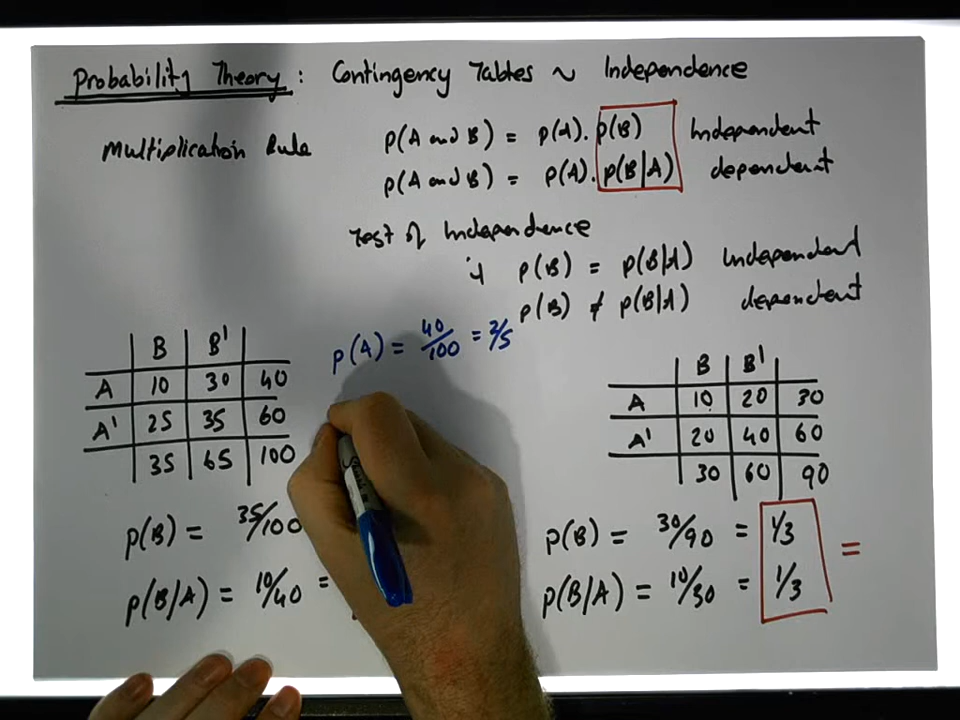 Probability Theory : Contingency Tables ~ Independence
Multiplication Rule
P(A and B) = P(A). P(B) Independent
P(A and B) = P(A). P(B|A) dependent
Test of Independence
if P(B) = P(B|A) Independent
P(B) ≠ P(B|A) dependent
P(A) = 40/100 = 2/5
B B'
A 10 30 40
A' 25 35 60
35 65 100
P(B) = 35/100
P(B|A) = 10/40 =
B B'
A 10 20 30
A' 20 40 60
30 60 90
P(B) = 30/90 = 1/3
P(B|A) = 10/30 = 1/3
=